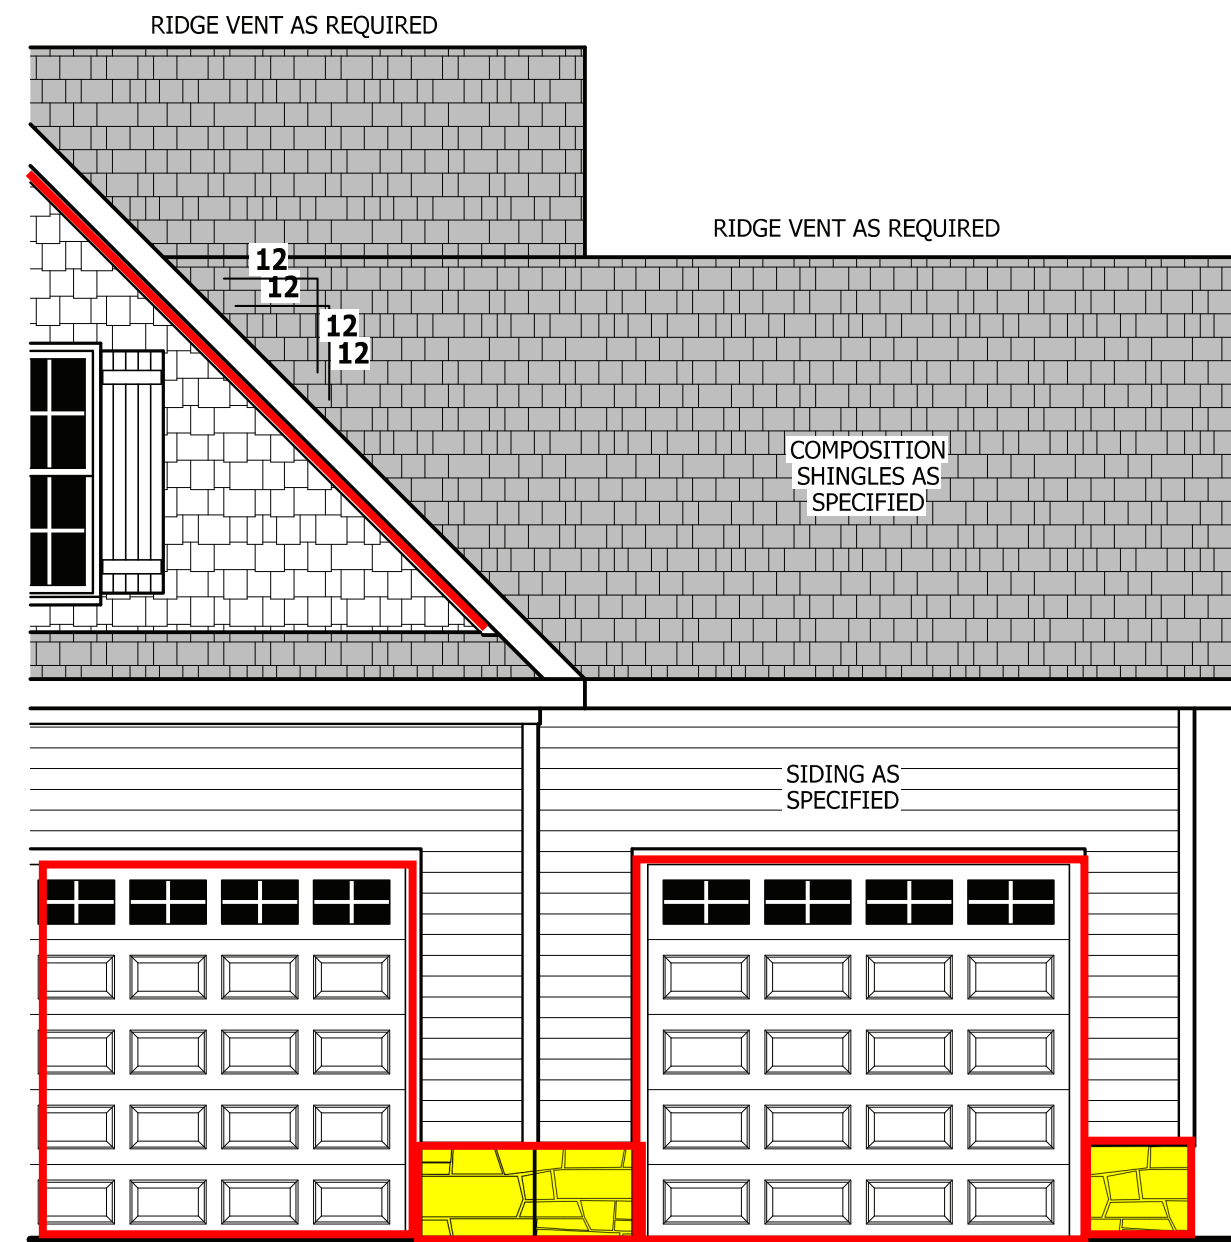 RIDGE VENT AS REQUIRED
RIDGE VENT AS REQUIRED
12
12
12
12
COMPOSITION
SHINGLES AS
SPECIFIED
SIDING AS
SPECIFIED